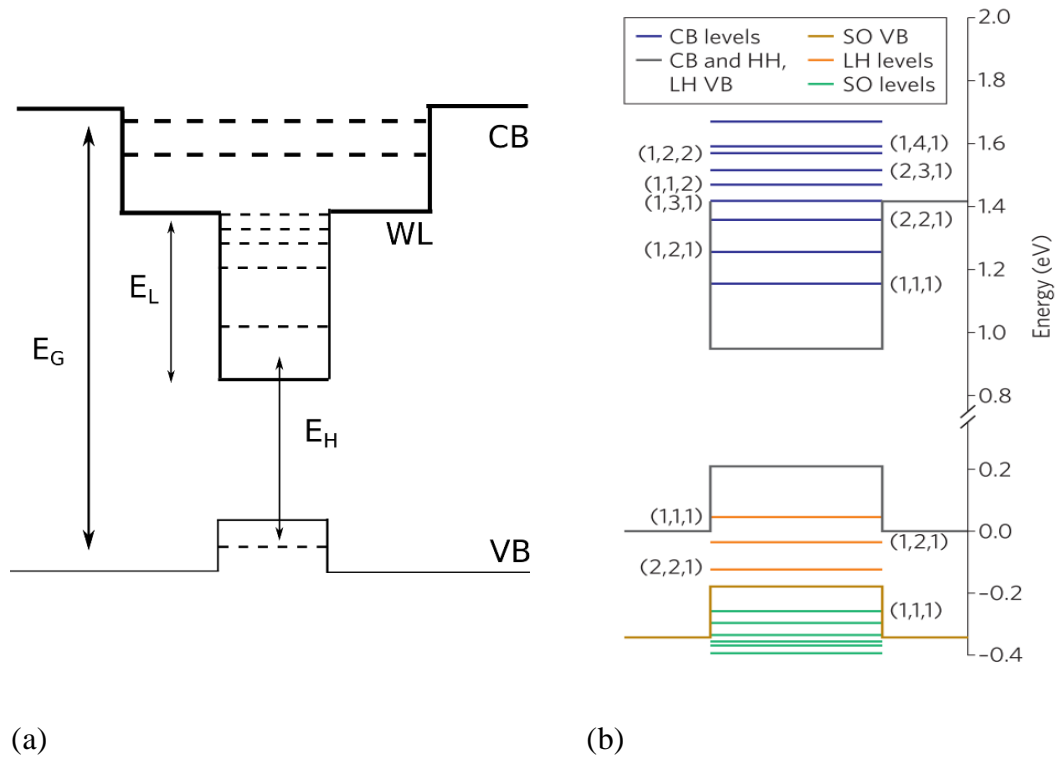 CB
WL
E_L
E_G
E_H
VB
(a)
CB levels
CB and HH,
LH VB
SO VB
LH levels
SO levels
(1,2,2)
(1,1,2)
(1,3,1)
(1,2,1)
(1,4,1)
(2,3,1)
(2,2,1)
(1,1,1)
(1,1,1)
(2,2,1)
(1,2,1)
(1,1,1)
2.0
1.8
1.6
1.4
1.2
1.0
0.8
0.2
0.0
−0.2
−0.4
Energy (eV)
(b)